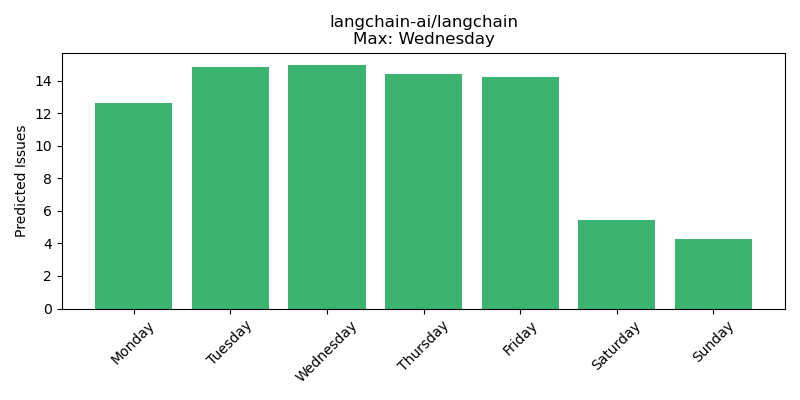 langchain-ai/langchain
Max: Wednesday
Predicted Issues
14
12
10
8
6
4
2
0
Monday
Tuesday
Wednesday
Thursday
Friday
Saturday
Sunday